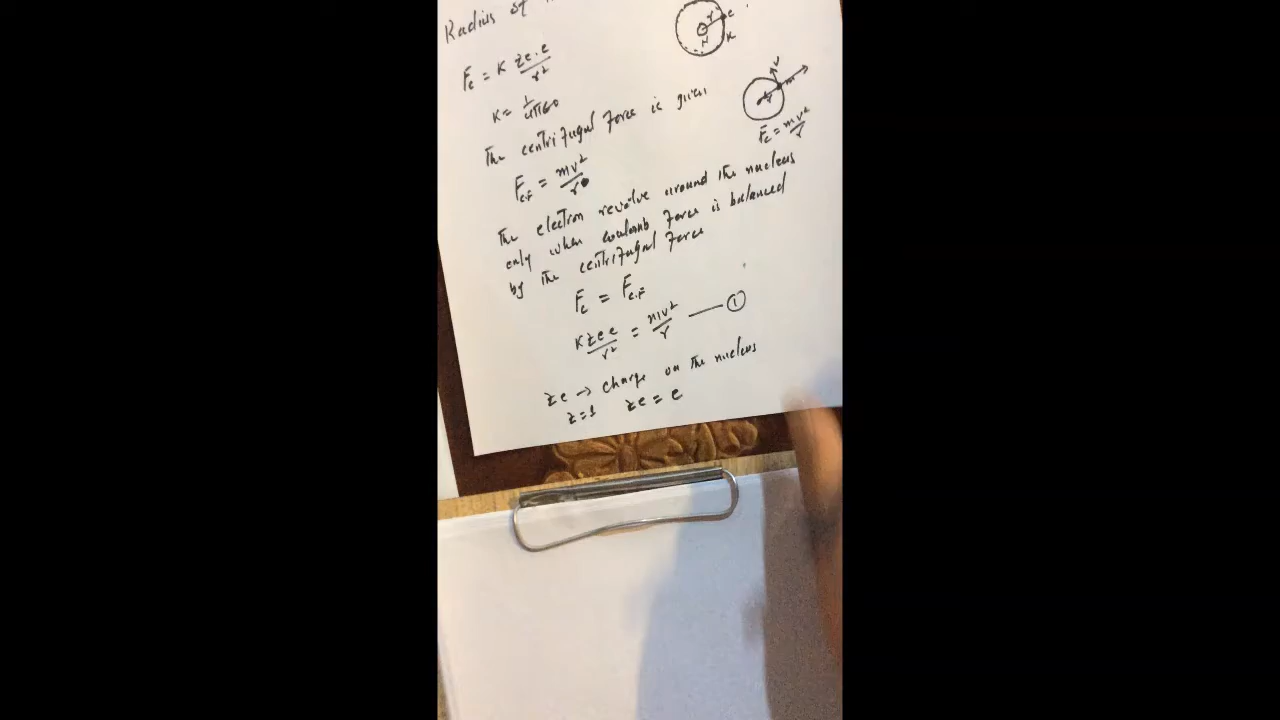 Radius of
e
r
N
K
Fc = K Ze.e/r²
K = 1/4πε0
v
m
r
Fc = mv²/r
The centrifugal Force is given
Fc.F = mv²/r
The electron revolve around the nucleus
only when coulomb Force is balanced
by the centrifugal Force
Fc = Fc.F
K Ze e/r² = mv²/r — ①
Ze → charge on the nucleus
Z=1 Ze = e